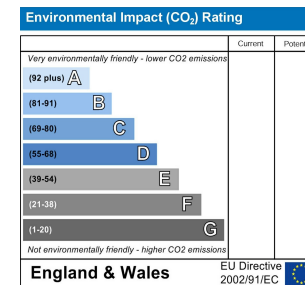 Environmental Impact (CO₂) Rating
Current Poten
Very environmentally friendly - lower CO2 emissions
(92 plus) A
(81-91) B
(69-80) C
(55-68) D
(39-54) E
(21-38) F
(1-20) G
Not environmentally friendly - higher CO2 emissions
England & Wales
EU Directive
2002/91/EC